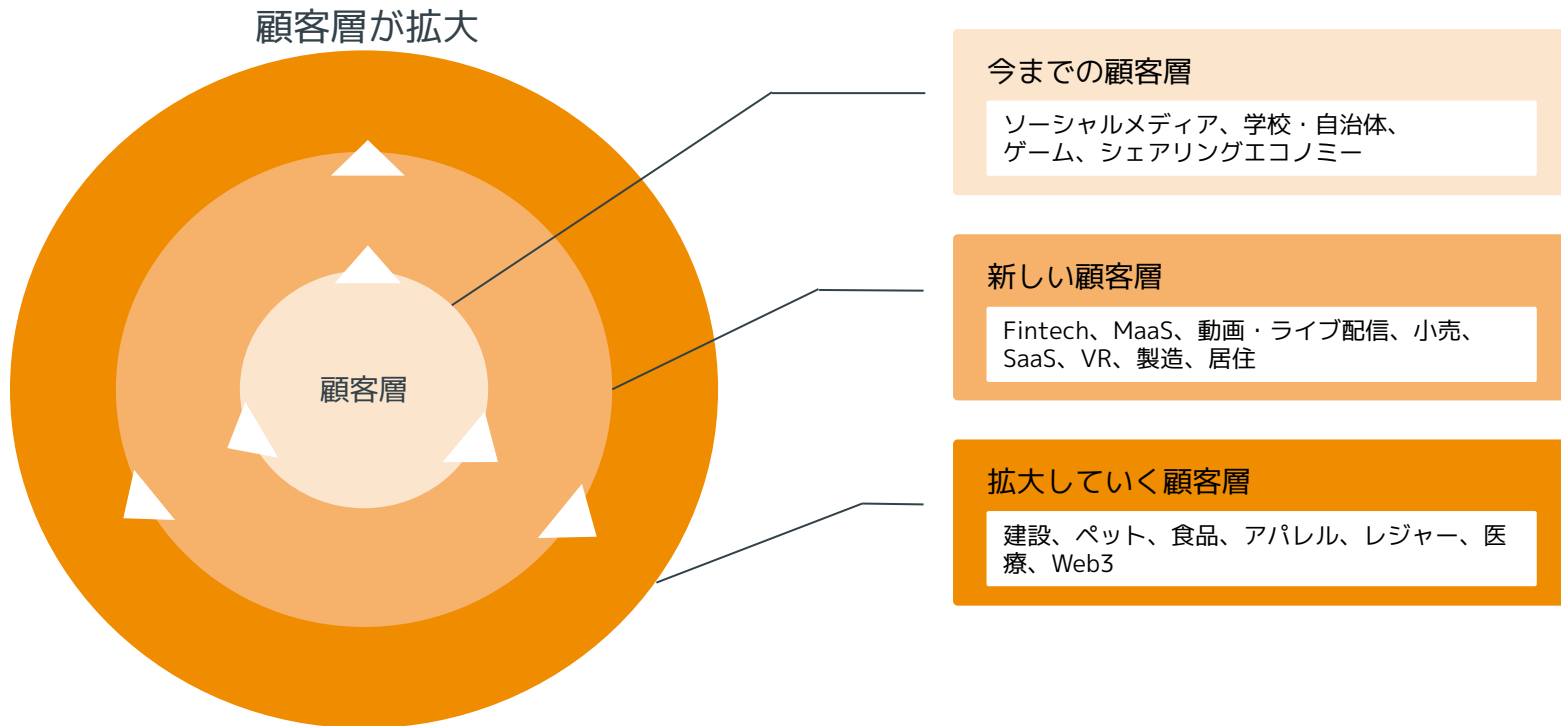 顧客層が拡大
顧客層
今までの顧客層
ソーシャルメディア、学校・自治体、
ゲーム、シェアリングエコノミー
新しい顧客層
Fintech、MaaS、動画・ライブ配信、小売、
SaaS、VR、製造、居住
拡大していく顧客層
建設、ペット、食品、アパレル、レジャー、医
療、Web3